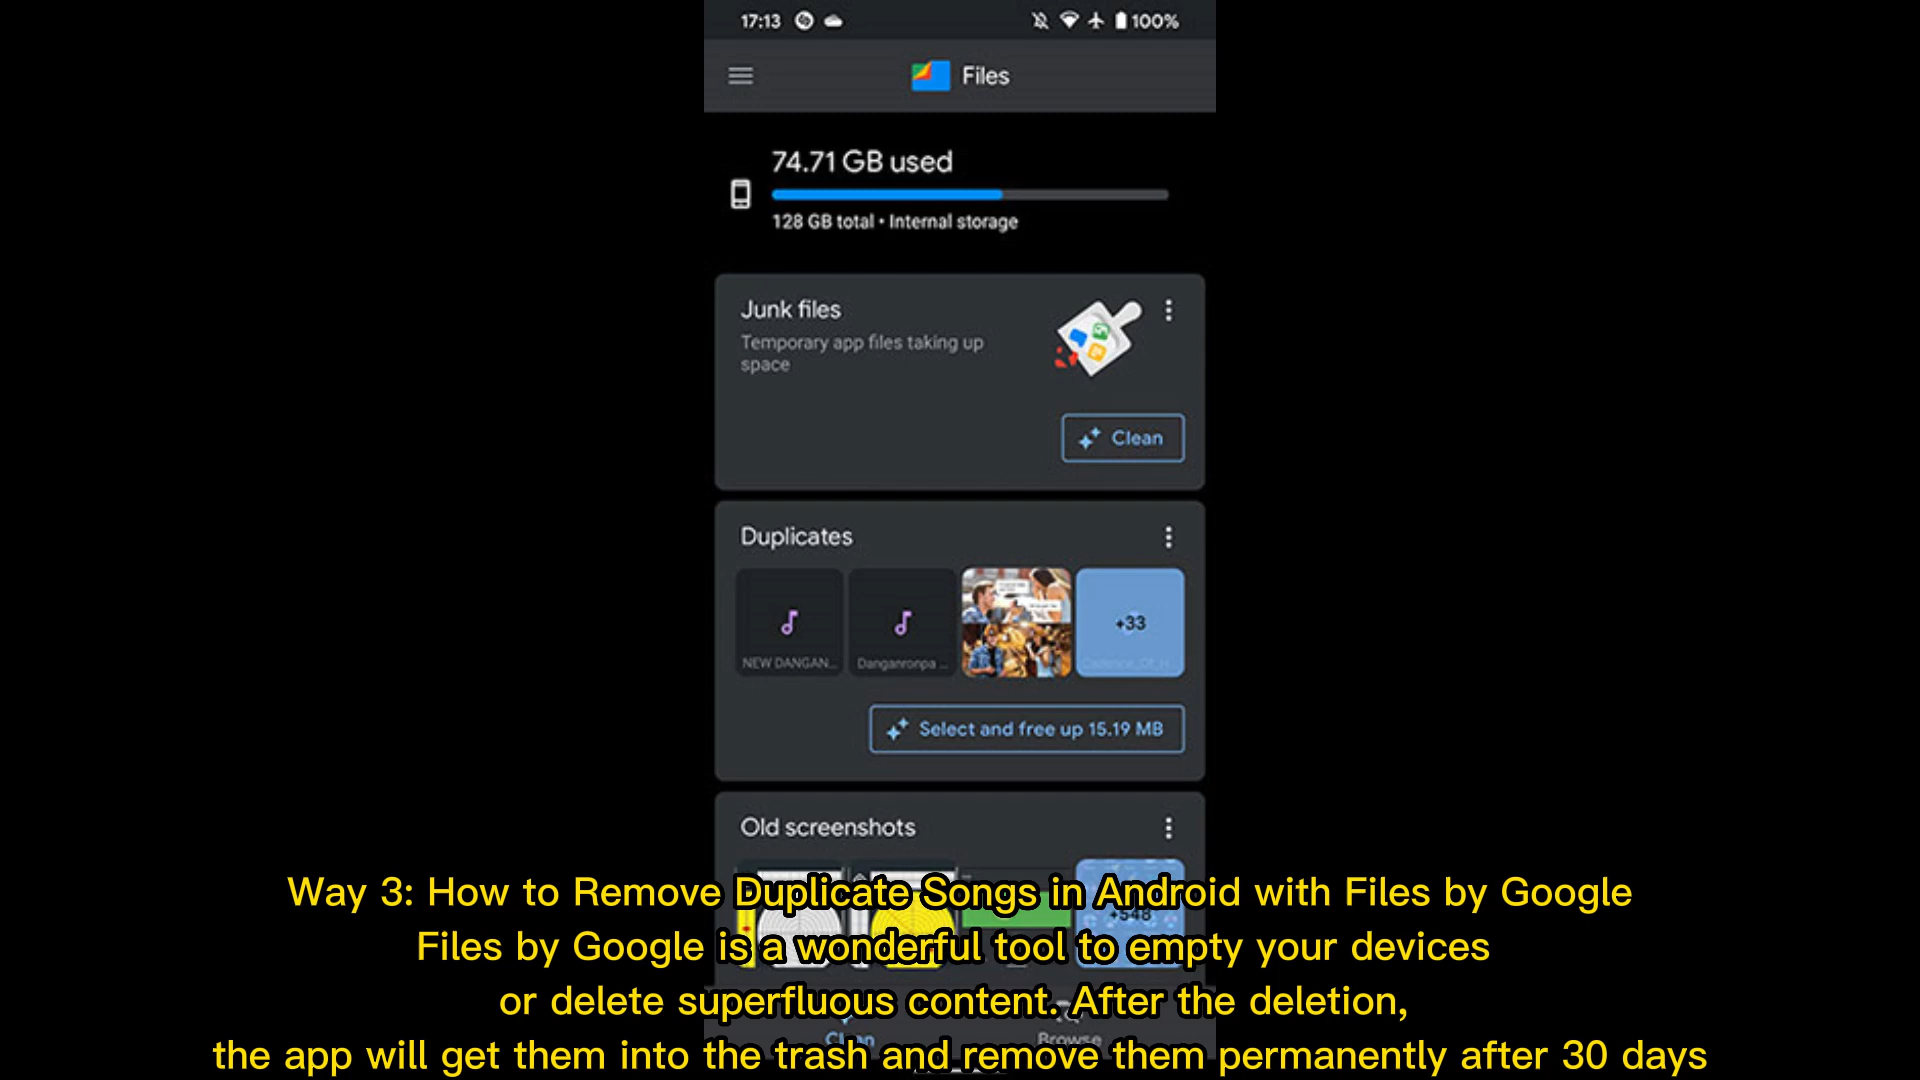 17:13
100%
Files
74.71 GB used
128 GB total • Internal storage
Junk files
Temporary app files taking up
space
Clean
Duplicates
NEW DANGAN...
Danganronpa ...
+33
Select and free up 15.19 MB
Old screenshots
+548
Way 3: How to Remove Duplicate Songs in Android with Files by Google
Files by Google is a wonderful tool to empty your devices
or delete superfluous content. After the deletion,
Clean
Browse
the app will get them into the trash and remove them permanently after 30 days